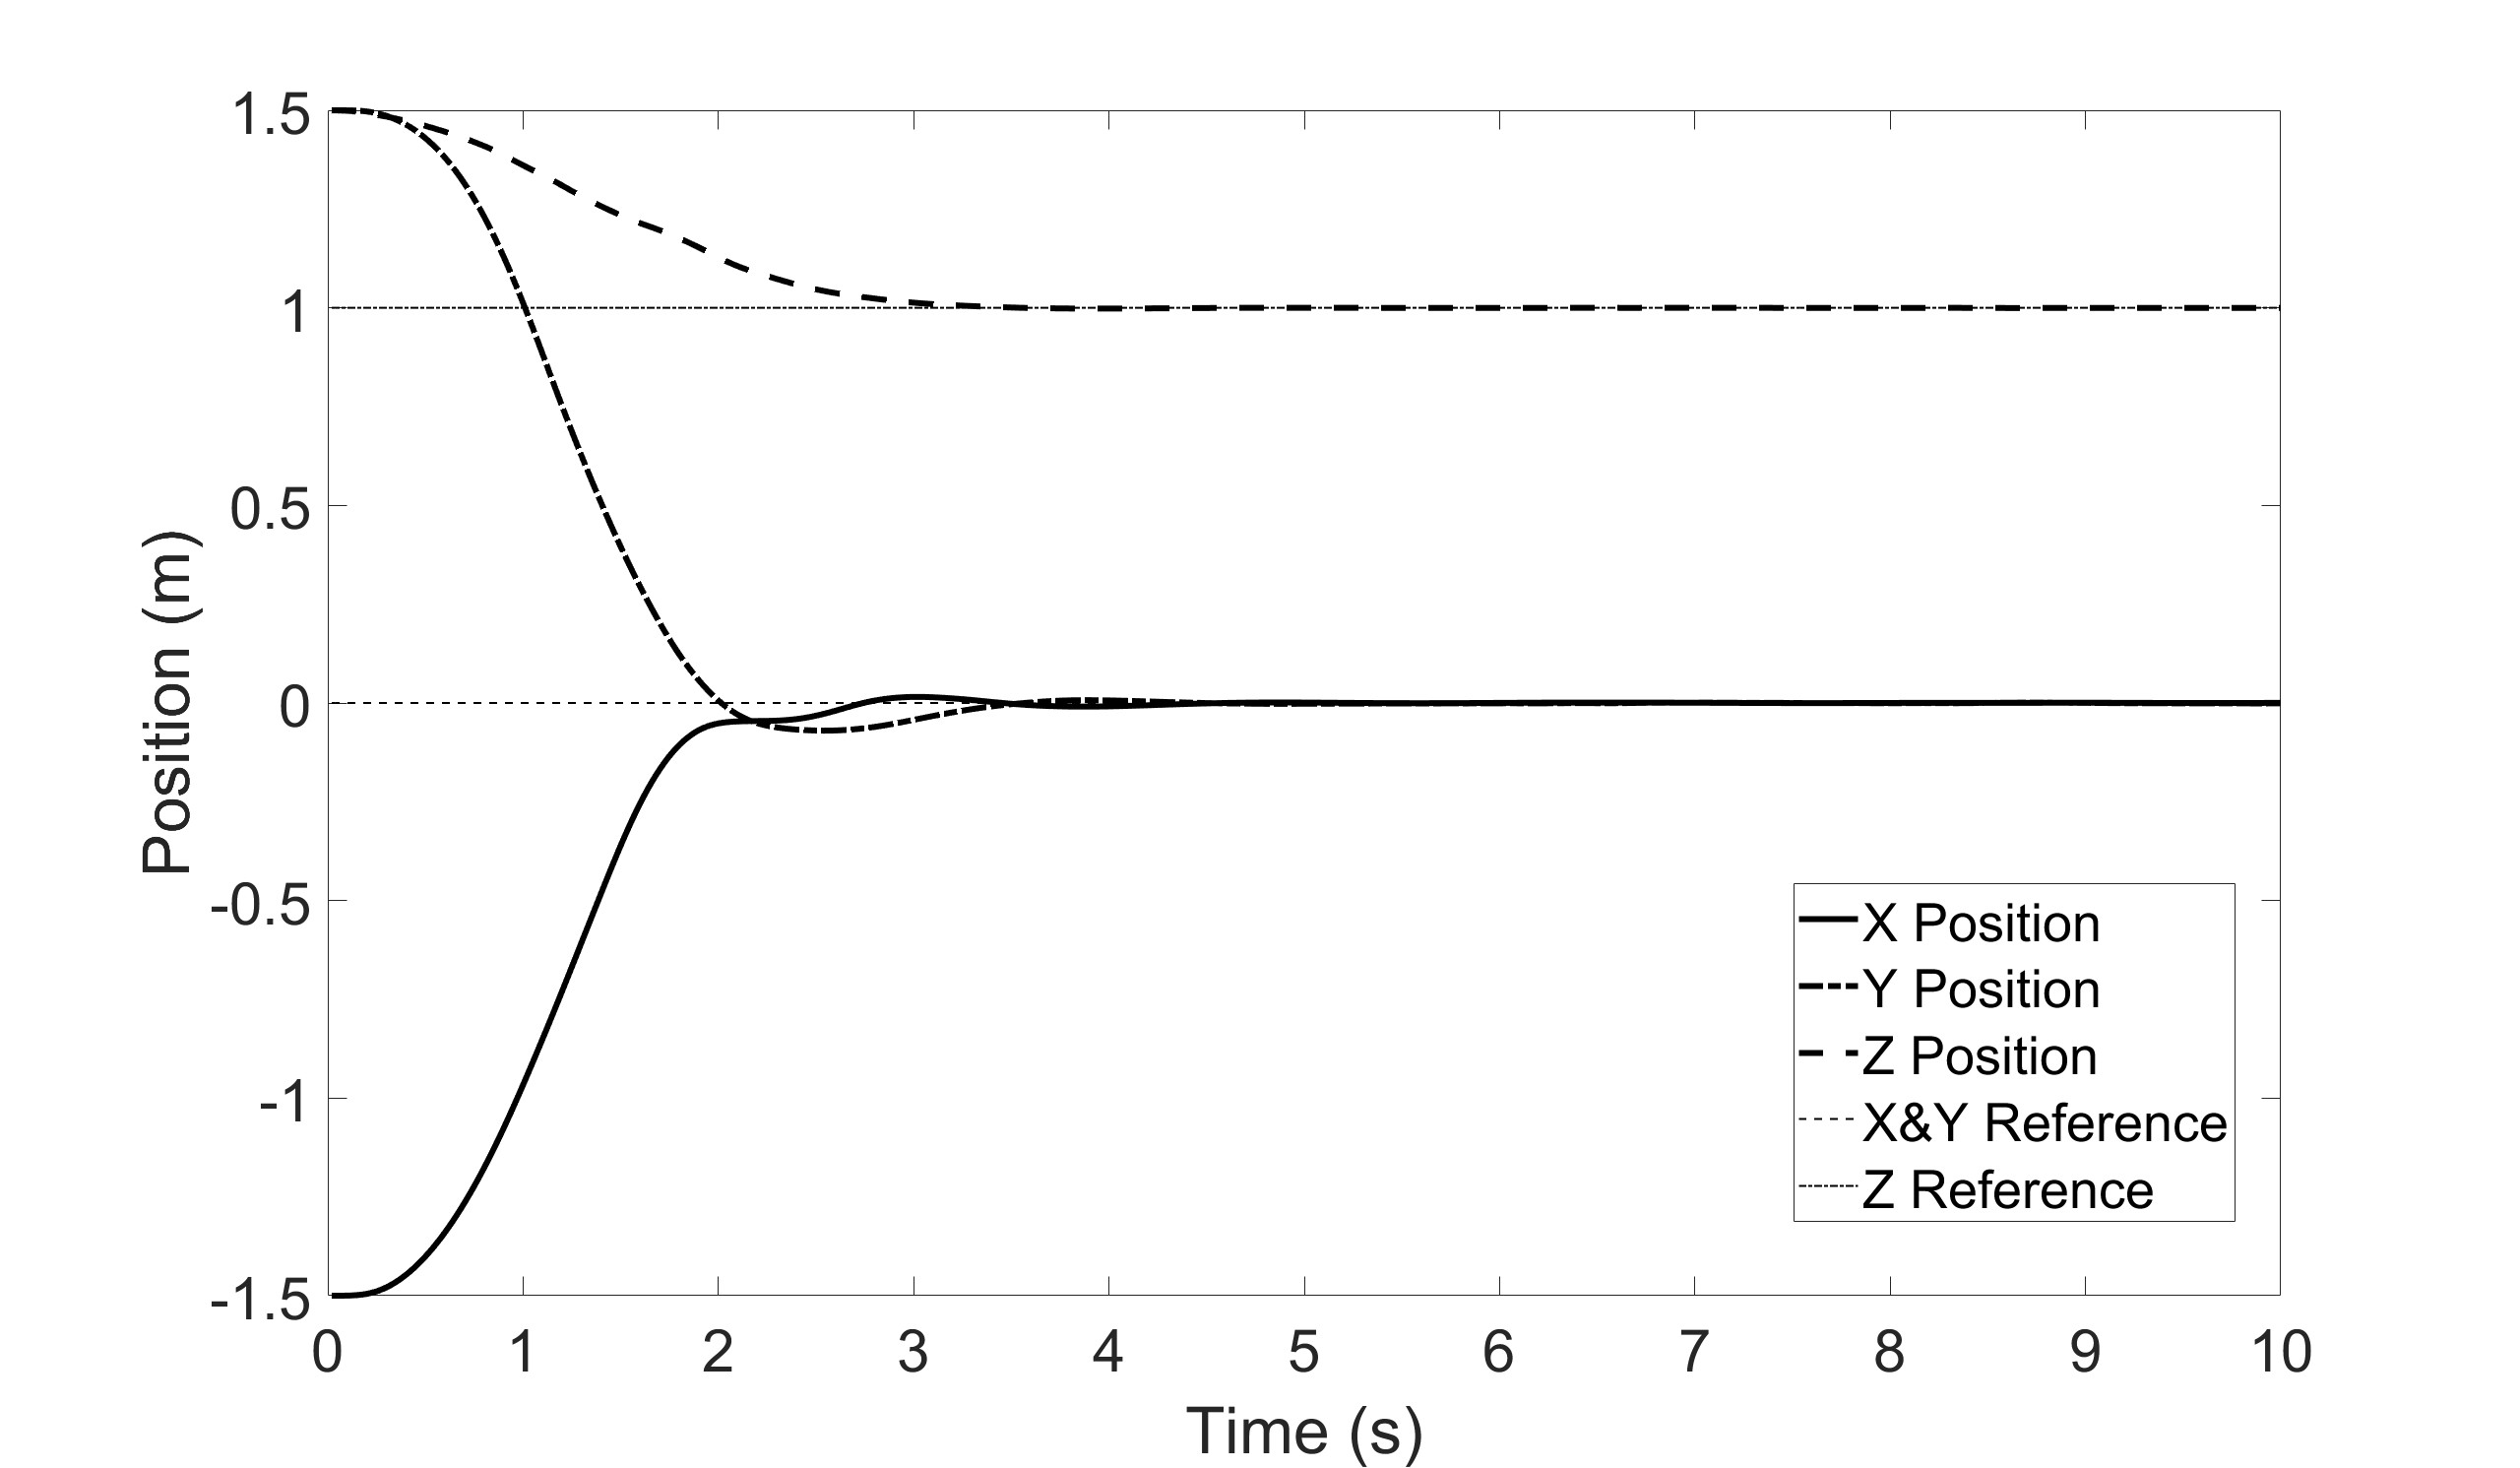 1.5
1
0.5
0
-0.5
-1
-1.5
Position (m)
0 1 2 3 4 5 6 7 8 9 10
Time (s)
X Position
Y Position
Z Position
X&Y Reference
Z Reference